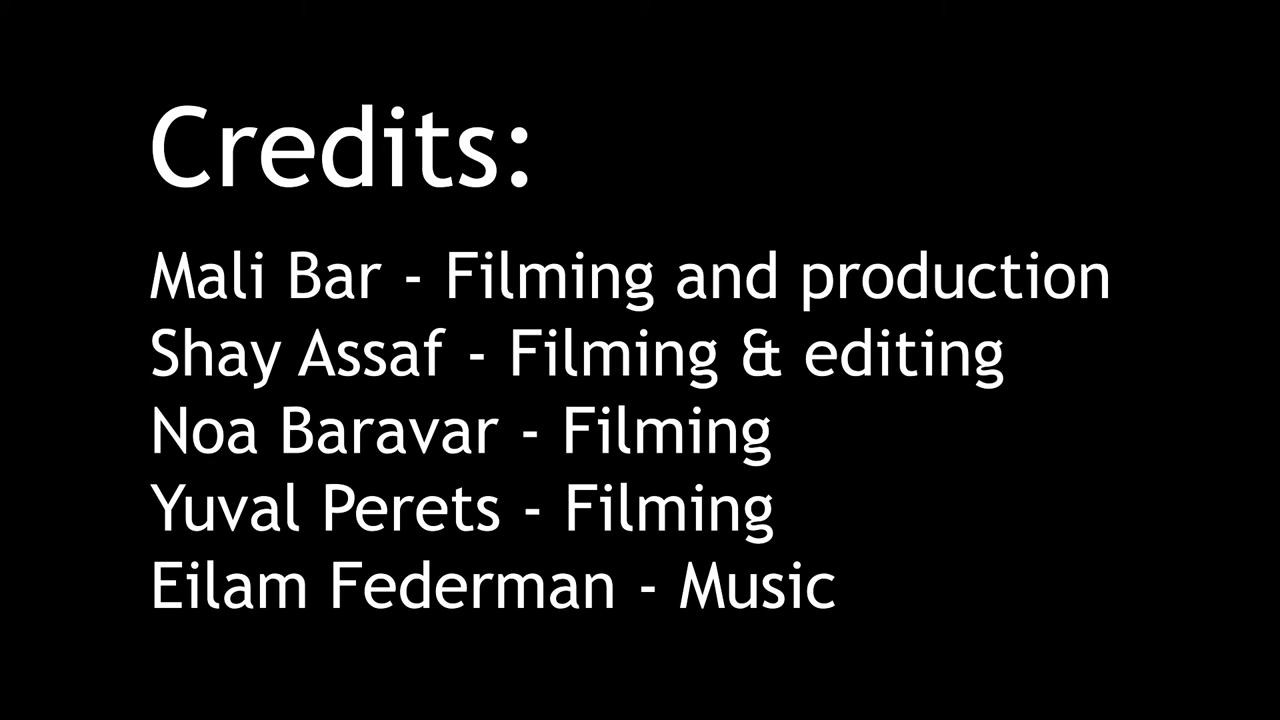 Credits:
Mali Bar - Filming and production
Shay Assaf - Filming & editing
Noa Baravar - Filming
Yuval Perets - Filming
Eilam Federman - Music